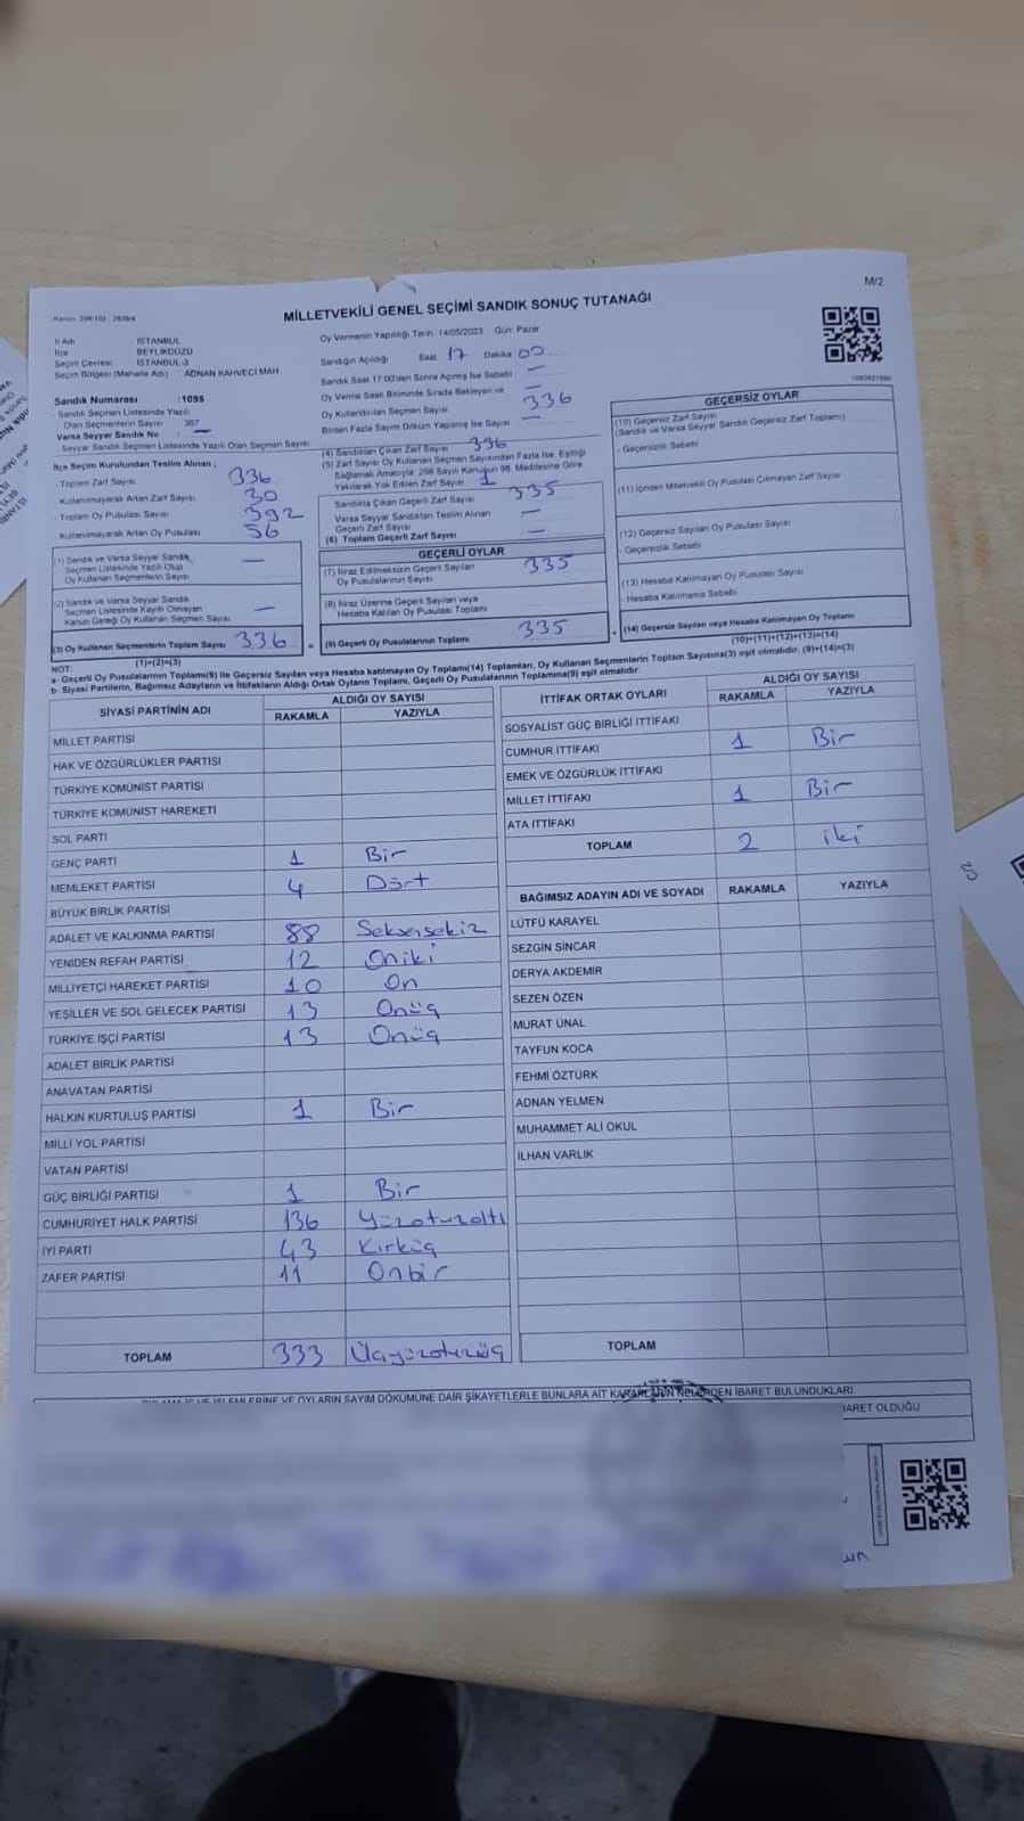 M/2
MİLLETVEKİLİ GENEL SEÇİMİ SANDIK SONUÇ TUTANAĞI
İl Adı : İSTANBUL
İlçe : BEYLİKDÜZÜ
Seçim Çevresi : İSTANBUL-3
Seçim Bölgesi (Mahalle Adı) : ADNAN KAHVECİ MAH.
Oy Vermenin Yapıldığı Tarih: 14/05/2023 Gün: Pazar
Sandığın Açıldığı Saat 17 Dakika 00
Sandık Saat 17:00'den Sonra Açılmış İse Sebebi : —
Oy Verme Saati Bitiminde Sırada Bekleyen ve
Oy Kullandırılan Seçmen Sayısı —
336
Birden Fazla Sayım Döküm Yapılmış İse Sayısı —
Sandık Numarası : 1095
Sandık Seçmen Listesinde Yazılı
Olan Seçmenlerin Sayısı
Varsa Seyyar Sandık No : —
Seyyar Sandık Seçmen Listesinde Yazılı Olan Seçmen Sayısı
İlçe Seçim Kurulundan Teslim Alınan ;
Toplam Zarf Sayısı 336
Kullanılmayarak Artan Zarf Sayısı 30
Toplam Oy Pusulası Sayısı 392
Kullanılmayarak Artan Oy Pusulası 56
(1) Sandık ve Varsa Seyyar Sandık
Seçmen Listesinde Yazılı Olup
Oy Kullanan Seçmenlerin Sayısı —
(2) Sandık ve Varsa Seyyar Sandık
Seçmen Listesinde Kayıtlı Olmayan
Kanun Gereği Oy Kullanan Seçmen Sayısı —
(3) Oy Kullanan Seçmenlerin Toplam Sayısı 336
(1)+(2)=(3)
(4) Sandıktan Çıkan Zarf Sayısı 336
(5) Zarf Sayısı Oy Kullanan Seçmen Sayısından Fazla İse, Eşitliği
Sağlamak Amacıyla, 298 Sayılı Kanunun 98. Maddesine Göre
Yakılarak Yok Edilen Zarf Sayısı 1
Sandıkta Çıkan Geçerli Zarf Sayısı 335
Varsa Seyyar Sandıktan Teslim Alınan
Geçerli Zarf Sayısı —
(6) Toplam Geçerli Zarf Sayısı —
GEÇERLİ OYLAR
(7) İtiraz Edilmeksizin Geçerli Sayılan
Oy Pusulalarının Sayısı 335
(8) İtiraz Üzerine Geçerli Sayılan veya
Hesaba Katılan Oy Pusulası Toplamı
(9) Geçerli Oy Pusulalarının Toplamı 335
GEÇERSİZ OYLAR
(10) Geçersiz Zarf Sayısı
(Sandık ve Varsa Seyyar Sandık Geçersiz Zarf Toplamı)
- Geçersizlik Sebebi
(11) İçinden Milletvekili Oy Pusulası Çıkmayan Zarf Sayısı
(12) Geçersiz Sayılan Oy Pusulası Sayısı
- Geçersizlik Sebebi
(13) Hesaba Katılmayan Oy Pusulası Sayısı
- Hesaba Katılmama Sebebi
(14) Geçersiz Sayılan veya Hesaba Katılmayan Oy Toplamı
(10)+(11)+(12)+(13)=(14)
NOT:
a- Geçerli Oy Pusulalarının Toplamı(9) ile Geçersiz Sayılan veya Hesaba katılmayan Oy Toplamı(14) Toplamları, Oy Kullanan Seçmenlerin Toplam Sayısına(3) eşit olmalıdır. (9)+(14)=(3)
b- Siyasi Partilerin, Bağımsız Adayların ve İttifakların Aldığı Ortak Oyların Toplamı, Geçerli Oy Pusulalarının Toplamına(9) eşit olmalıdır.
SİYASİ PARTİNİN ADI ALDIĞI OY SAYISI
RAKAMLA YAZIYLA
MİLLET PARTİSİ
HAK VE ÖZGÜRLÜKLER PARTİSİ
TÜRKİYE KOMÜNİST PARTİSİ
TÜRKİYE KOMÜNİST HAREKETİ
SOL PARTİ
GENÇ PARTİ 1 Bir
MEMLEKET PARTİSİ 4 Dört
BÜYÜK BİRLİK PARTİSİ
ADALET VE KALKINMA PARTİSİ 88 Seksensekiz
YENİDEN REFAH PARTİSİ 12 Oniki
MİLLİYETÇİ HAREKET PARTİSİ 10 On
YEŞİLLER VE SOL GELECEK PARTİSİ 13 Onüç
TÜRKİYE İŞÇİ PARTİSİ 13 Onüç
ADALET BİRLİK PARTİSİ
ANAVATAN PARTİSİ
HALKIN KURTULUŞ PARTİSİ 1 Bir
MİLLİ YOL PARTİSİ
VATAN PARTİSİ
GÜÇ BİRLİĞİ PARTİSİ 1 Bir
CUMHURİYET HALK PARTİSİ 136 Yüzotuzaltı
İYİ PARTİ 43 Kırküç
ZAFER PARTİSİ 11 Onbir
TOPLAM 333 Üçyüzotuzüç
İTTİFAK ORTAK OYLARI ALDIĞI OY SAYISI
RAKAMLA YAZIYLA
SOSYALİST GÜÇ BİRLİĞİ İTTİFAKI
CUMHUR İTTİFAKI 1 Bir
EMEK VE ÖZGÜRLÜK İTTİFAKI
MİLLET İTTİFAKI 1 Bir
ATA İTTİFAKI
TOPLAM 2 iki
BAĞIMSIZ ADAYIN ADI VE SOYADI RAKAMLA YAZIYLA
LÜTFÜ KARAYEL
SEZGİN SİNCAR
DERYA AKDEMİR
SEZEN ÖZEN
MURAT ÜNAL
TAYFUN KOCA
FEHMİ ÖZTÜRK
ADNAN YELMEN
MUHAMMET ALİ OKUL
İLHAN VARLIK
TOPLAM
OYLARIN SAYIM DÖKÜMÜNE DAİR ŞİKAYETLERLE BUNLARA AİT KARARLARIN NELERDEN İBARET BULUNDUKLARI
İBARET OLDUĞU